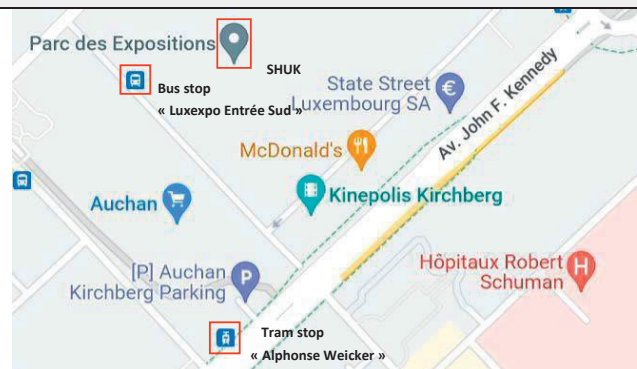 Parc des Expositions
SHUK
Bus stop
« Luxexpo Entrée Sud »
State Street
Luxembourg SA
€
Av. John F. Kennedy
McDonald's
Auchan
Kinepolis Kirchberg
[P] Auchan
Kirchberg Parking
P
Hôpitaux Robert
Schuman
H
Tram stop
« Alphonse Weicker »